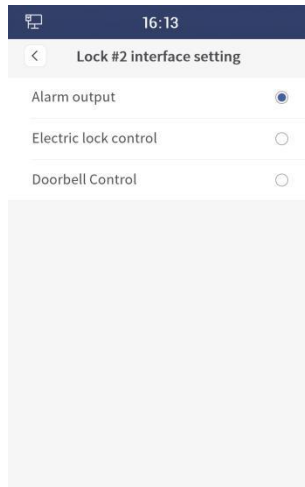 16:13
Lock #2 interface setting
Alarm output
Electric lock control
Doorbell Control